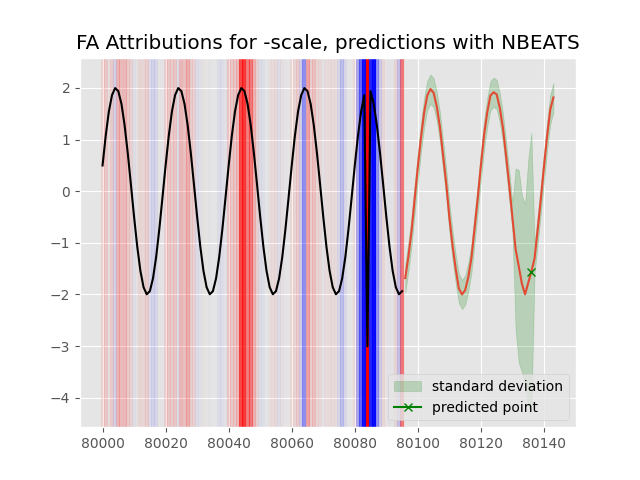 FA Attributions for -scale, predictions with NBEATS
2
1
0
−1
−2
−3
−4
standard deviation
predicted point
80000 80020 80040 80060 80080 80100 80120 80140